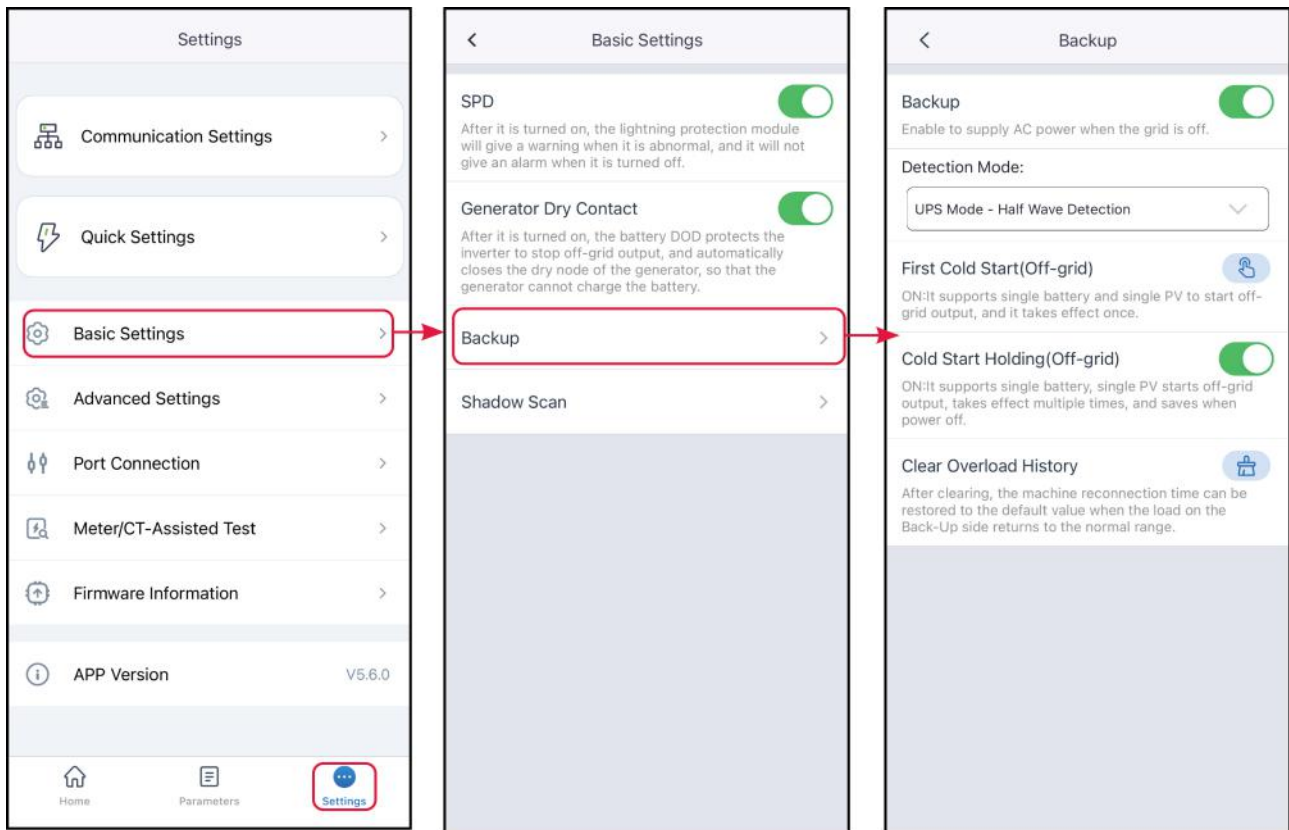 Settings
Communication Settings
Quick Settings
Basic Settings
Advanced Settings
Port Connection
Meter/CT-Assisted Test
Firmware Information
APP Version V5.6.0
Home Parameters Settings
Basic Settings
SPD
After it is turned on, the lightning protection module
will give a warning when it is abnormal, and it will not
give an alarm when it is turned off.
Generator Dry Contact
After it is turned on, the battery DOD protects the
inverter to stop off-grid output, and automatically
closes the dry node of the generator, so that the
generator cannot charge the battery.
Backup
Shadow Scan
Backup
Backup
Enable to supply AC power when the grid is off.
Detection Mode:
UPS Mode - Half Wave Detection
First Cold Start(Off-grid)
ON:It supports single battery and single PV to start off-
grid output, and it takes effect once.
Cold Start Holding(Off-grid)
ON:It supports single battery, single PV starts off-grid
output, takes effect multiple times, and saves when
power off.
Clear Overload History
After clearing, the machine reconnection time can be
restored to the default value when the load on the
Back-Up side returns to the normal range.